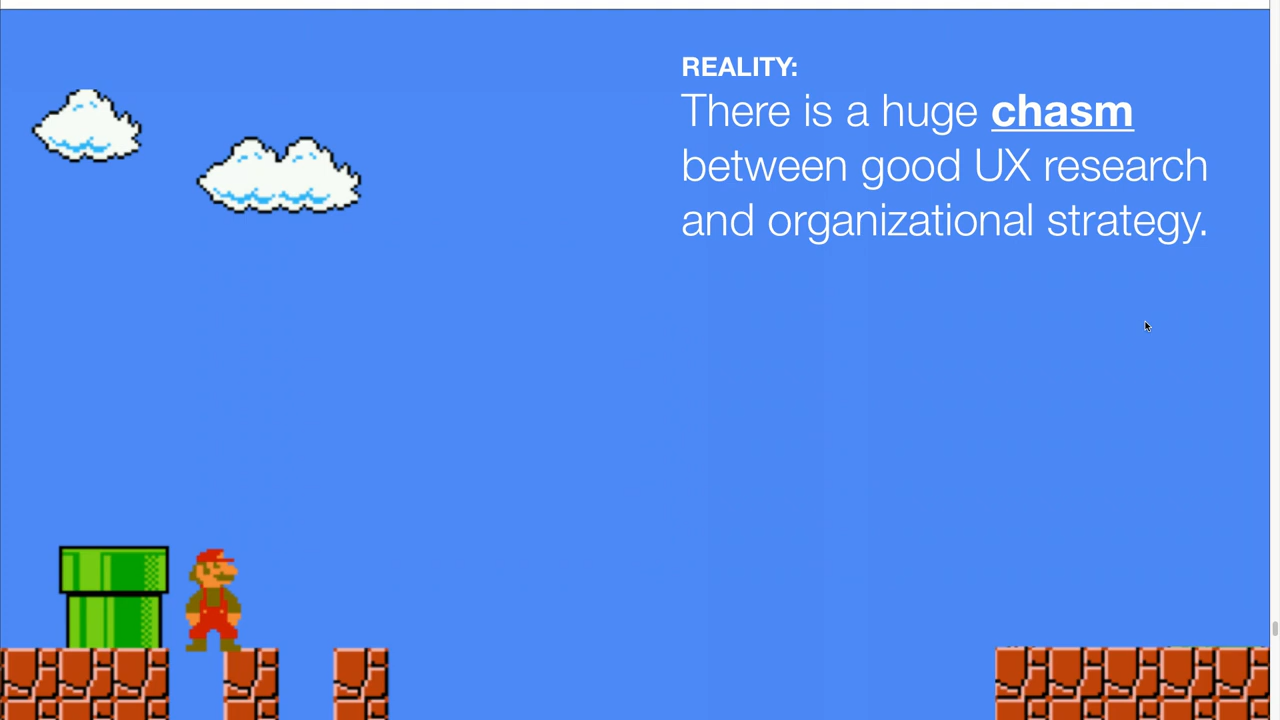 REALITY:
There is a huge chasm
between good UX research
and organizational strategy.